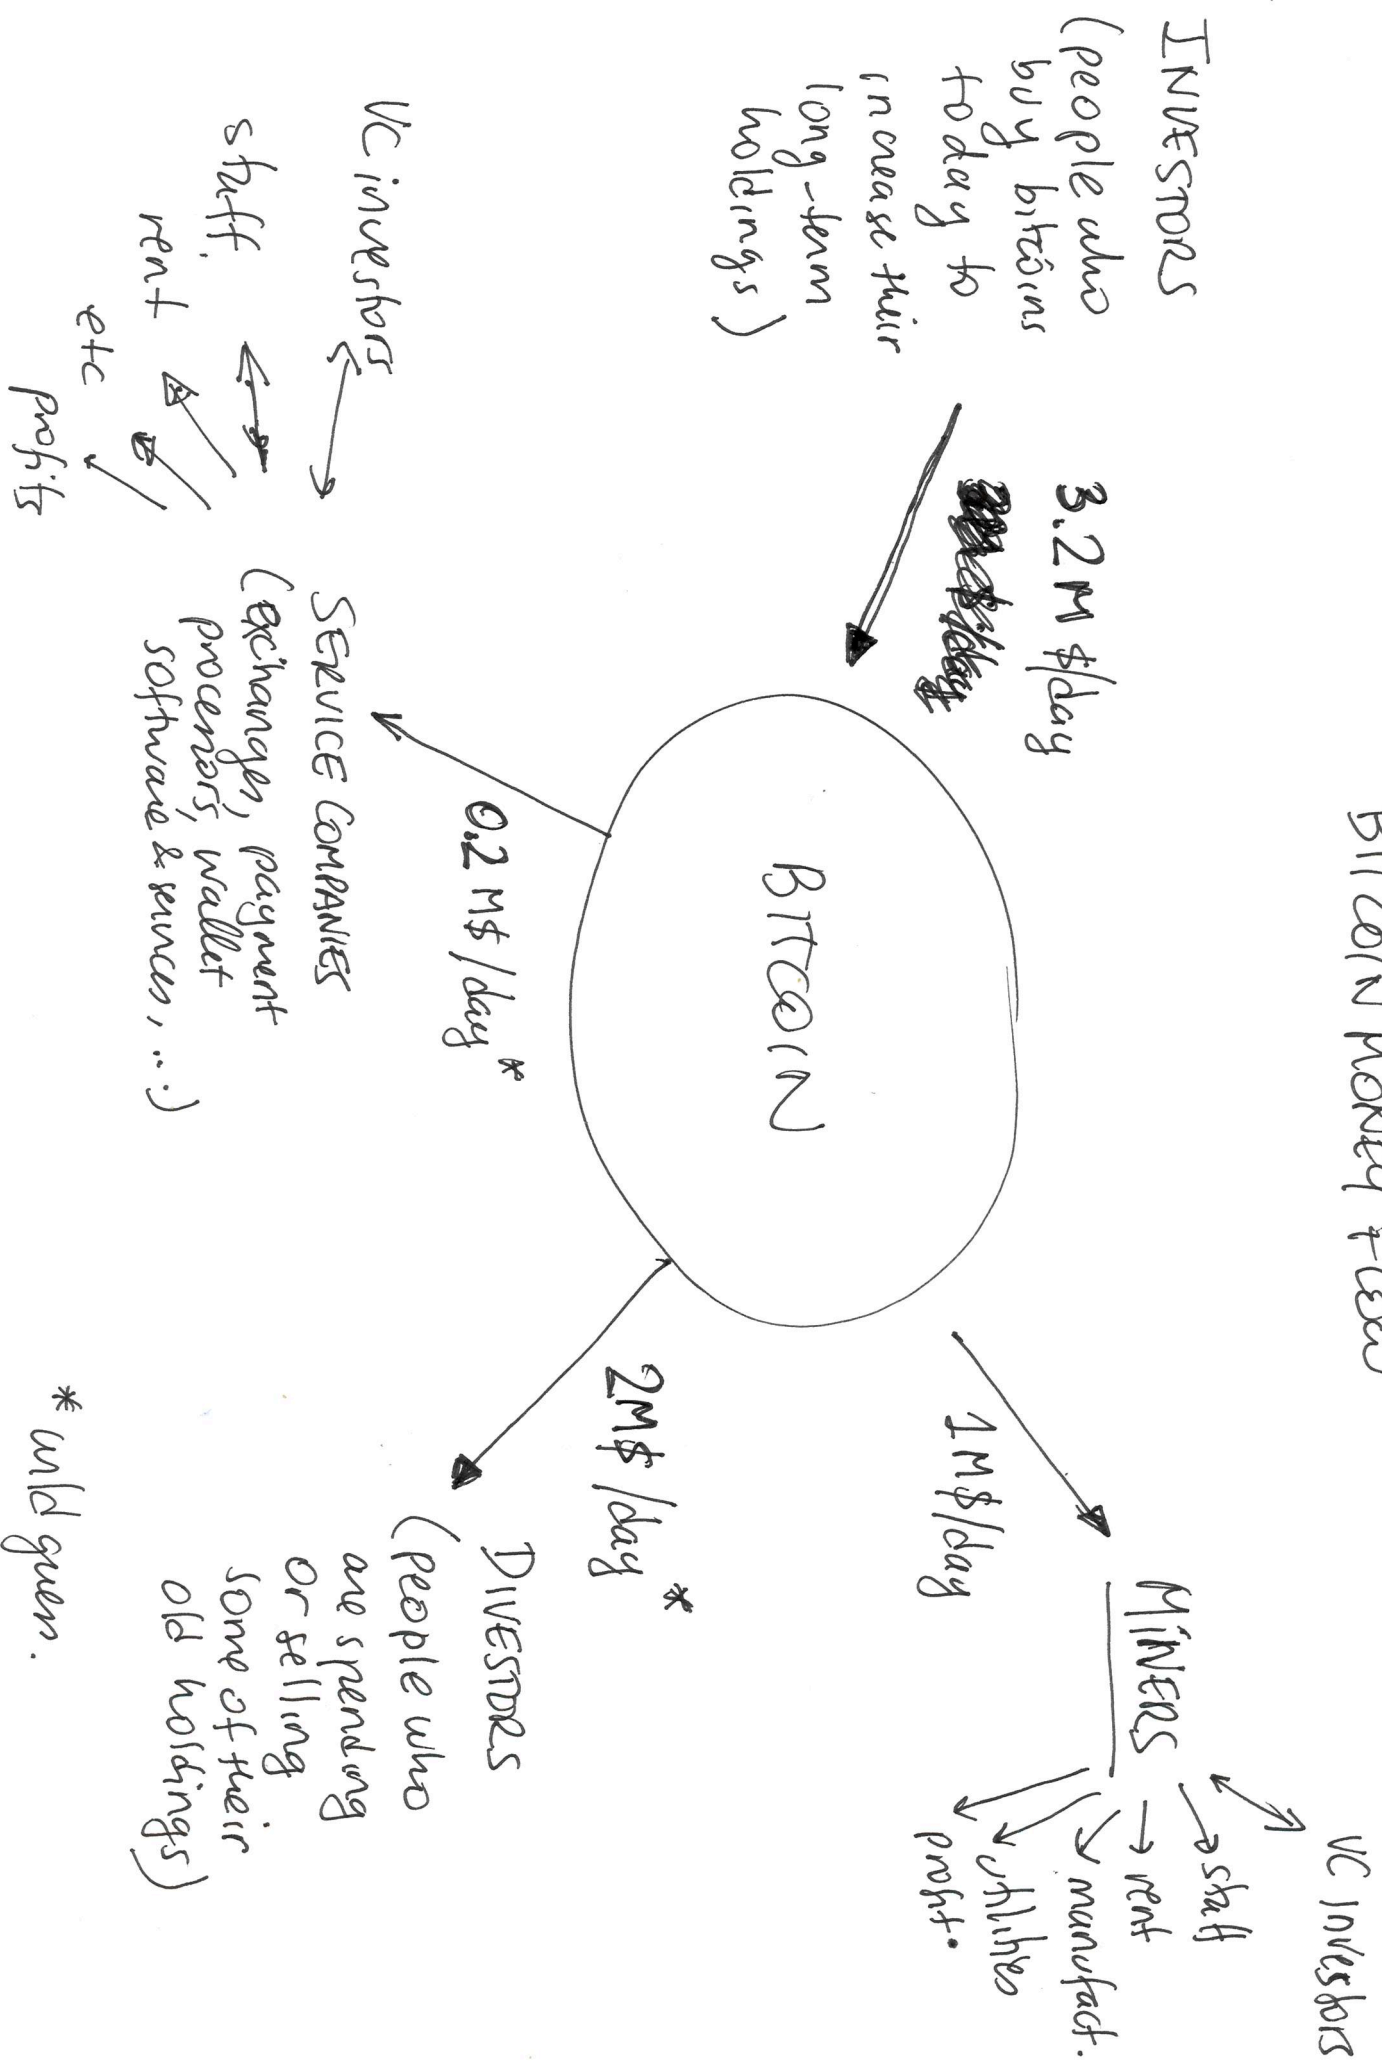 BITCOIN MONEY FLOW
INVESTORS
(people who
buy bitcoins
today to
increase their
long-term
holdings)
3.2 M $/day
BITCOIN
1 M$/day
MINERS
VC investors
staff
rent
manufact.
utilities
profit.
VC investors
staff
rent
etc
profits
0.2 M$/day *
SERVICE COMPANIES
(exchanges, payment
processors, wallet
software & services, ...)
2M$/day *
DIVESTORS
(people who
are spending
or selling
some of their
old holdings)
* wild guess.